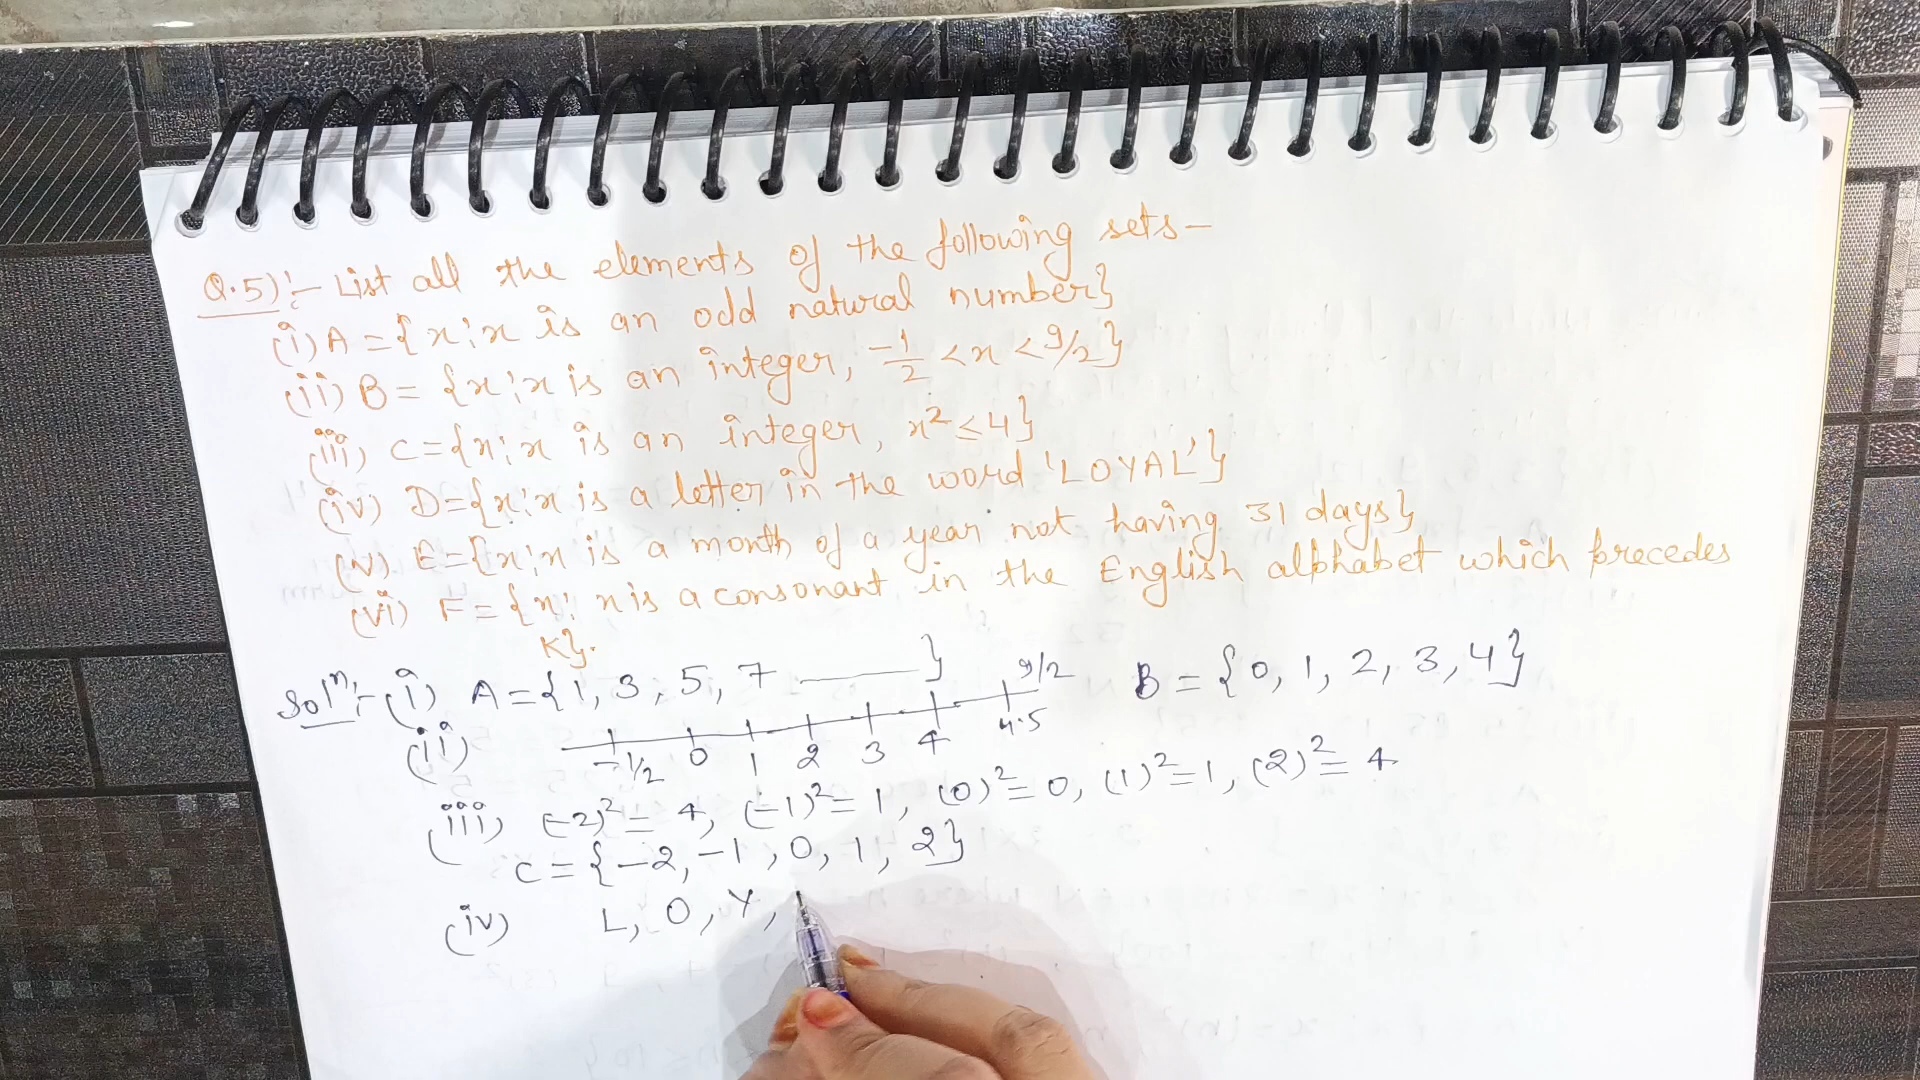 Q.5):- List all the elements of the following sets-
(i) A = {x:x is an odd natural number}
(ii) B = {x:x is an integer, -1/2 < x < 9/2}
(iii) C = {x:x is an integer, x² ≤ 4}
(iv) D = {x:x is a letter in the word 'LOYAL'}
(v) E = {x:x is a month of a year not having 31 days}
(vi) F = {x: x is a consonant in the English alphabet which precedes
K}.
Solⁿ:- (i) A = {1, 3, 5, 7 ———}
(ii) -1/2 0 1 2 3 4 4.5 9/2 B = {0, 1, 2, 3, 4}
(iii) (-2)² = 4, (-1)² = 1, (0)² = 0, (1)² = 1, (2)² = 4
C = {-2, -1, 0, 1, 2}
(iv) L, O, Y,